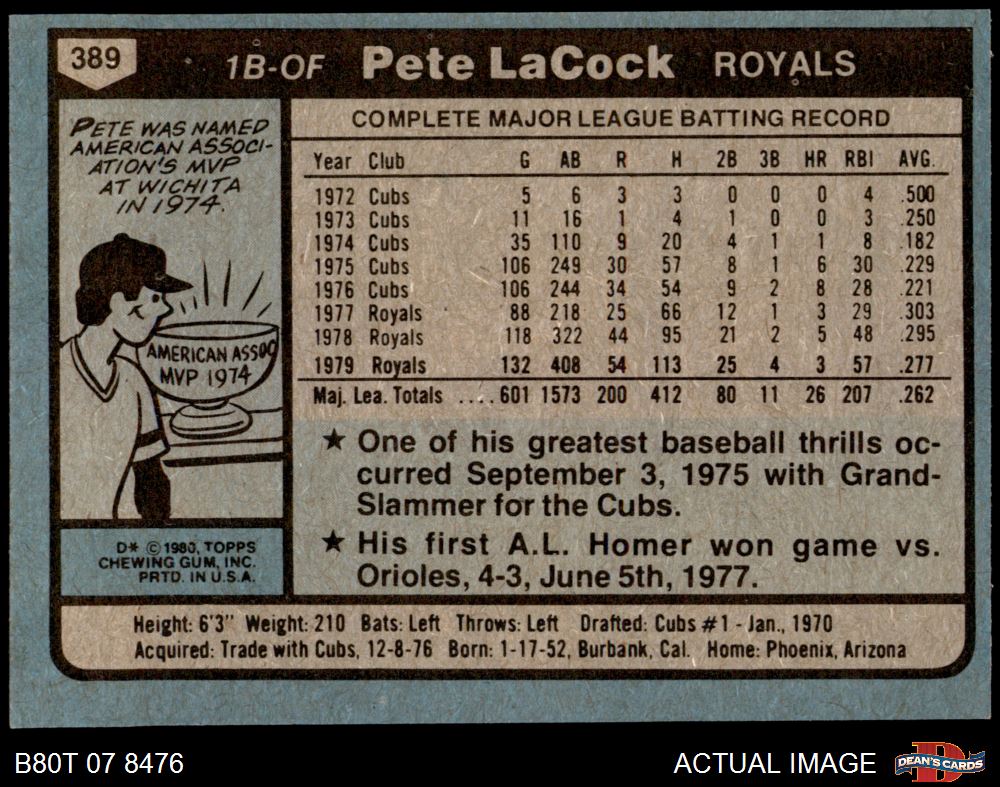 389
1B-OF Pete LaCock ROYALS
PETE WAS NAMED
AMERICAN ASSOCI-
ATION'S MVP
AT WICHITA
IN 1974.
AMERICAN ASSOC
MVP 1974
D* © 1980, TOPPS
CHEWING GUM, INC.
PRTD. IN U.S.A.
COMPLETE MAJOR LEAGUE BATTING RECORD
Year Club G AB R H 2B 3B HR RBI AVG.
1972 Cubs 5 6 3 3 0 0 0 4 .500
1973 Cubs 11 16 1 4 1 0 0 3 .250
1974 Cubs 35 110 9 20 4 1 1 8 .182
1975 Cubs 106 249 30 57 8 1 6 30 .229
1976 Cubs 106 244 34 54 9 2 8 28 .221
1977 Royals 88 218 25 66 12 1 3 29 .303
1978 Royals 118 322 44 95 21 2 5 48 .295
1979 Royals 132 408 54 113 25 4 3 57 .277
Maj. Lea. Totals ....601 1573 200 412 80 11 26 207 .262
★ One of his greatest baseball thrills oc-
curred September 3, 1975 with Grand-
Slammer for the Cubs.
★ His first A.L. Homer won game vs.
Orioles, 4-3, June 5th, 1977.
Height: 6'3" Weight: 210 Bats: Left Throws: Left Drafted: Cubs #1 - Jan., 1970
Acquired: Trade with Cubs, 12-8-76 Born: 1-17-52, Burbank, Cal. Home: Phoenix, Arizona
B80T 07 8476
ACTUAL IMAGE
DEAN'S CARDS